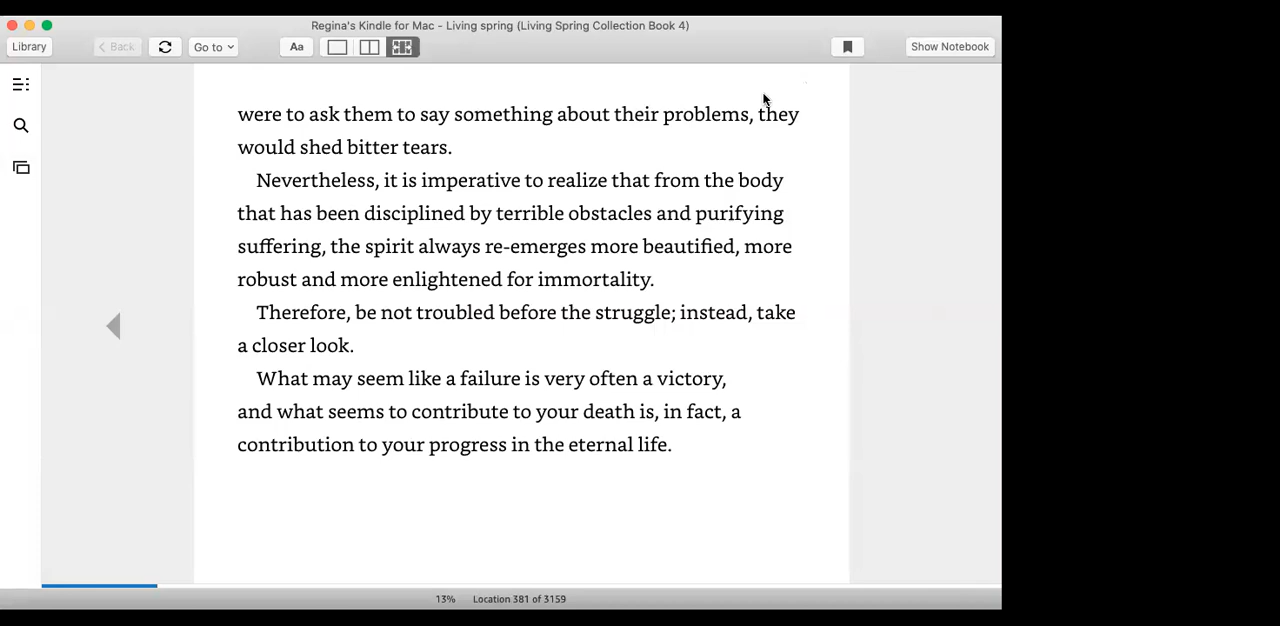 Regina's Kindle for Mac - Living spring (Living Spring Collection Book 4)
Library
Back
Go to
Aa
Show Notebook
were to ask them to say something about their problems, they
would shed bitter tears.
Nevertheless, it is imperative to realize that from the body
that has been disciplined by terrible obstacles and purifying
suffering, the spirit always re-emerges more beautified, more
robust and more enlightened for immortality.
Therefore, be not troubled before the struggle; instead, take
a closer look.
What may seem like a failure is very often a victory,
and what seems to contribute to your death is, in fact, a
contribution to your progress in the eternal life.
13% Location 381 of 3159